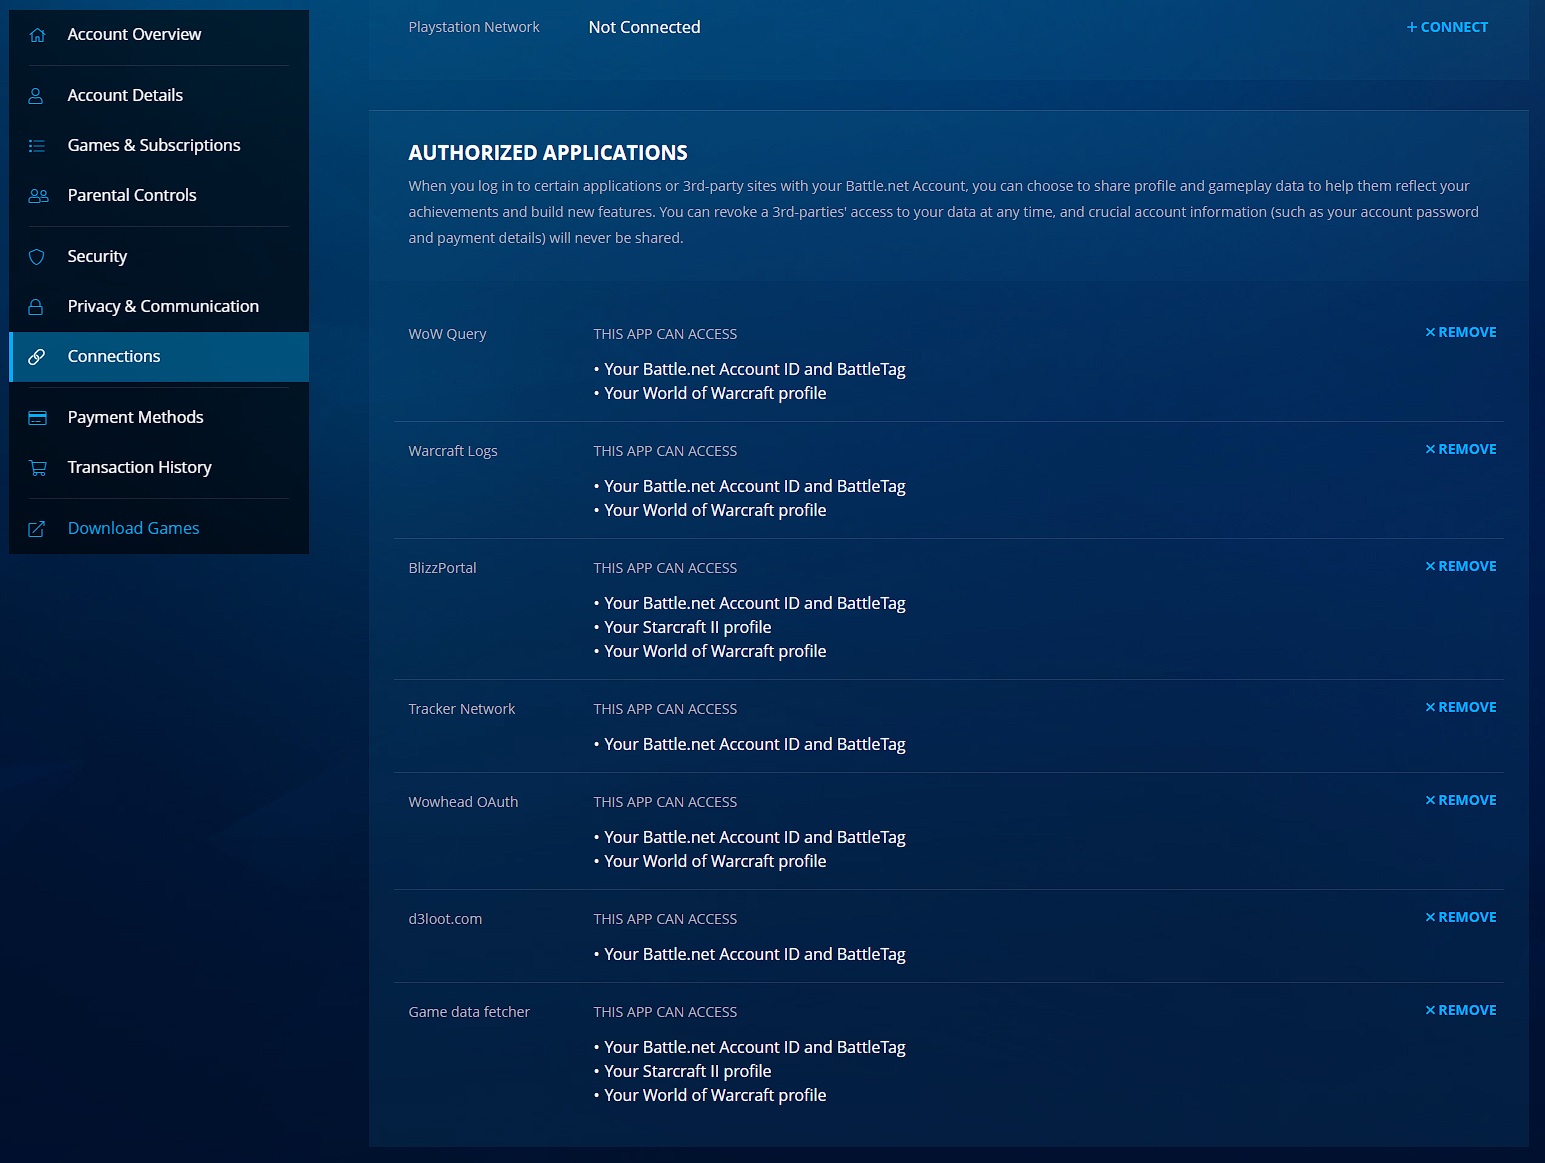 Account Overview
Account Details
Games & Subscriptions
Parental Controls
Security
Privacy & Communication
Connections
Payment Methods
Transaction History
Download Games
Playstation Network
Not Connected
+ CONNECT
AUTHORIZED APPLICATIONS
When you log in to certain applications or 3rd-party sites with your Battle.net Account, you can choose to share profile and gameplay data to help them reflect your
achievements and build new features. You can revoke a 3rd-parties' access to your data at any time, and crucial account information (such as your account password
and payment details) will never be shared.
WoW Query
THIS APP CAN ACCESS
× REMOVE
• Your Battle.net Account ID and BattleTag
• Your World of Warcraft profile
Warcraft Logs
THIS APP CAN ACCESS
× REMOVE
• Your Battle.net Account ID and BattleTag
• Your World of Warcraft profile
BlizzPortal
THIS APP CAN ACCESS
× REMOVE
• Your Battle.net Account ID and BattleTag
• Your Starcraft II profile
• Your World of Warcraft profile
Tracker Network
THIS APP CAN ACCESS
× REMOVE
• Your Battle.net Account ID and BattleTag
Wowhead OAuth
THIS APP CAN ACCESS
× REMOVE
• Your Battle.net Account ID and BattleTag
• Your World of Warcraft profile
d3loot.com
THIS APP CAN ACCESS
× REMOVE
• Your Battle.net Account ID and BattleTag
Game data fetcher
THIS APP CAN ACCESS
× REMOVE
• Your Battle.net Account ID and BattleTag
• Your Starcraft II profile
• Your World of Warcraft profile